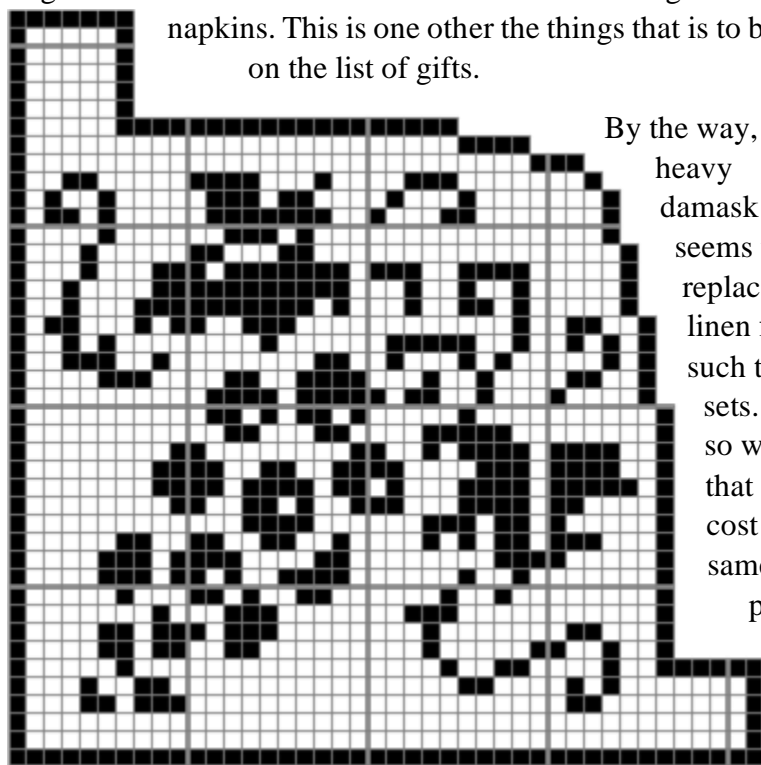 napkins. This is one other the things that is to b
on the list of gifts.
By the way,
heavy
damask
seems
replac
linen
such t
sets.
so w
that
cost
same
p